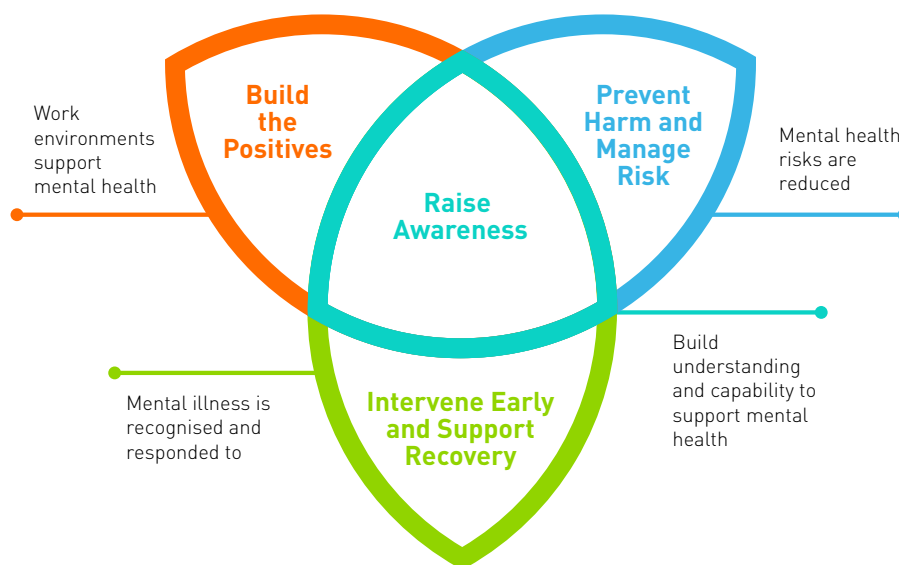 Build
the
Positives
Prevent
Harm and
Manage
Risk
Work
environments
support
mental health
Mental health
risks are
reduced
Raise
Awareness
Build
understanding
and capability to
support mental
health
Mental illness is
recognised and
responded to
Intervene Early
and Support
Recovery